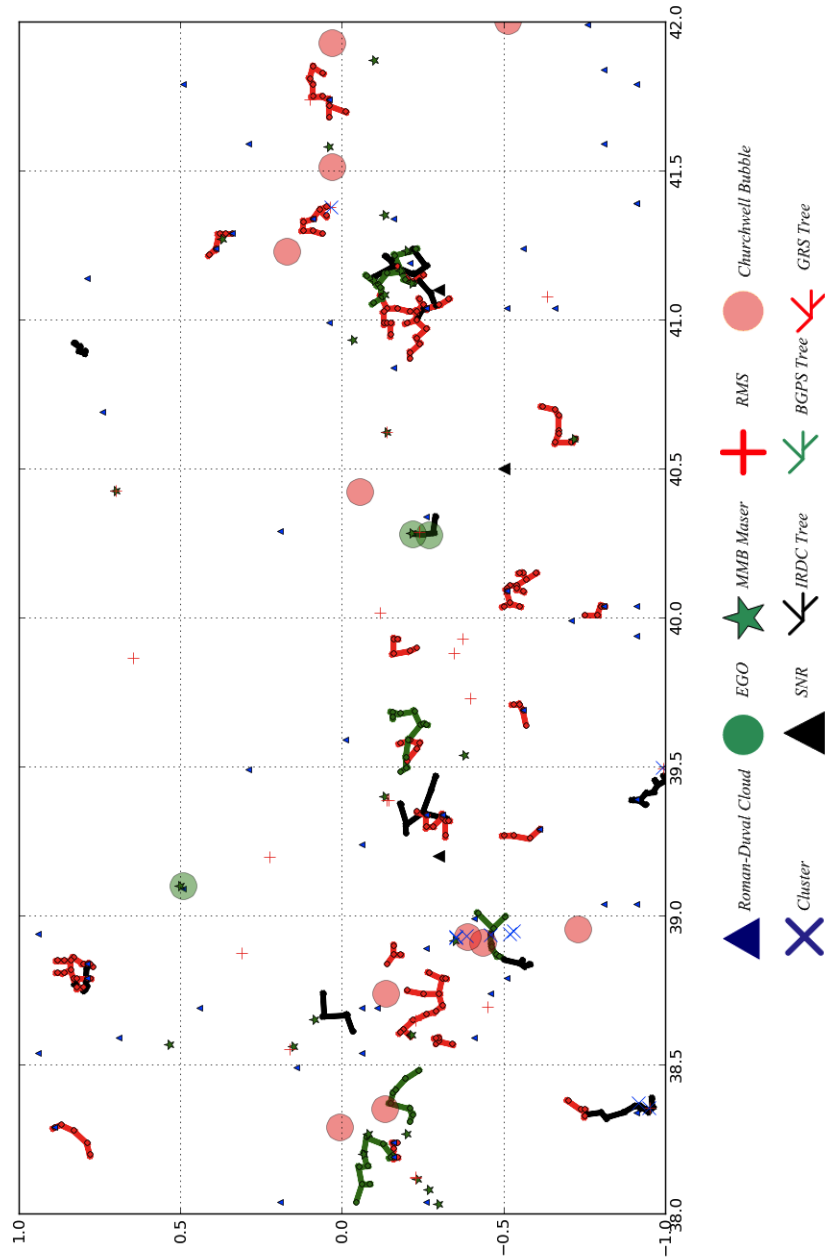 1.0
0.5
0.0
-0.5
-1.0
38.0
38.5
39.0
39.5
40.0
40.5
41.0
41.5
42.0
Roman-Duval Cloud
EGO
MMB Maser
RMS
Churchwell Bubble
Cluster
SNR
IRDC Tree
BGPS Tree
GRS Tree